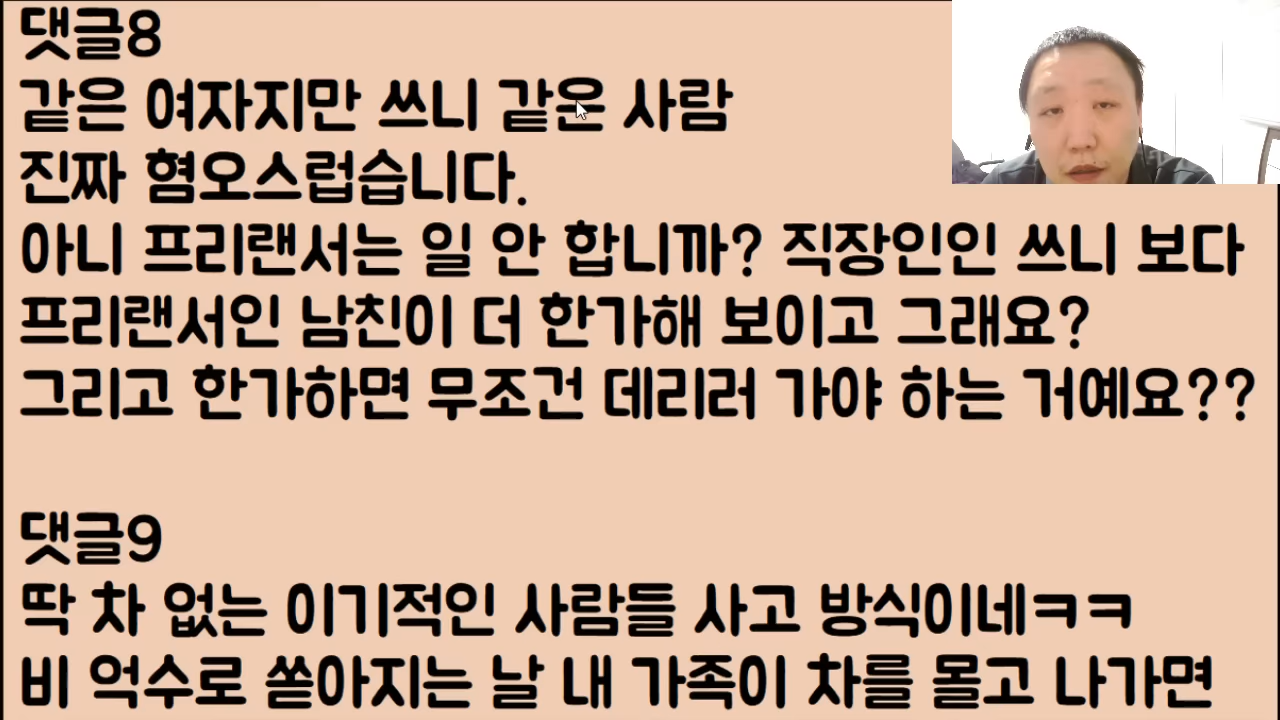 댓글8
같은 여자지만 쓰니 같은 사람
진짜 혐오스럽습니다.
아니 프리랜서는 일 안 합니까? 직장인인 쓰니 보다
프리랜서인 남친이 더 한가해 보이고 그래요?
그리고 한가하면 무조건 데리러 가야 하는 거예요??
댓글9
딱 차 없는 이기적인 사람들 사고 방식이네ㅋㅋ
비 억수로 쏟아지는 날 내 가족이 차를 몰고 나가면